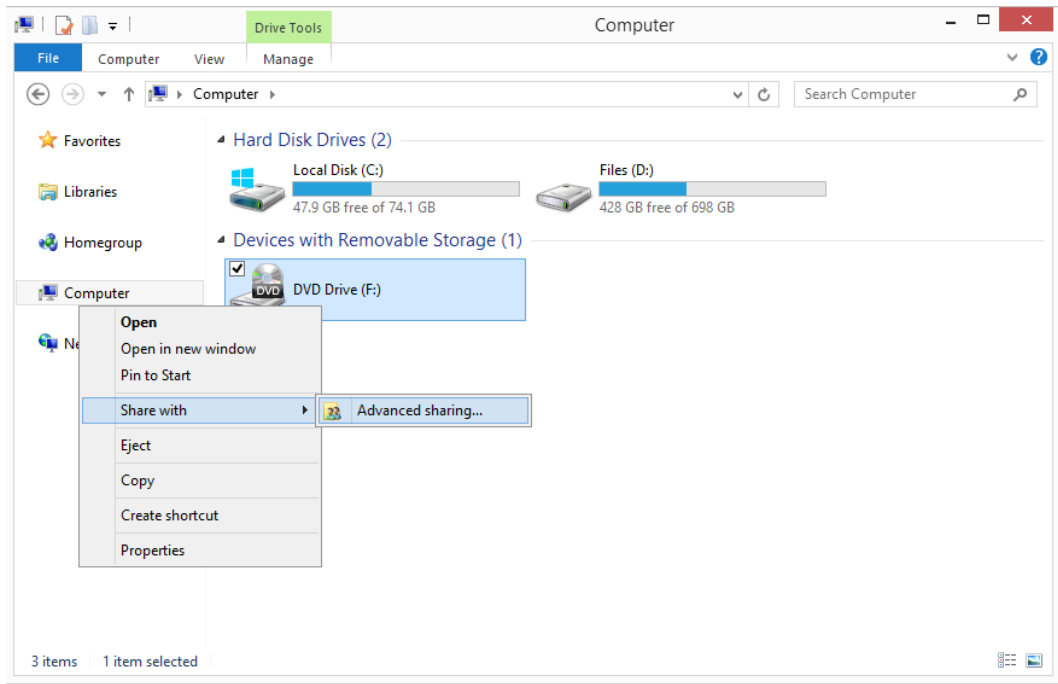 Drive Tools
Computer
File Computer View Manage
Computer
Search Computer
Favorites
Libraries
Homegroup
Computer
Ne
Hard Disk Drives (2)
Local Disk (C:)
47.9 GB free of 74.1 GB
Files (D:)
428 GB free of 698 GB
Devices with Removable Storage (1)
DVD
DVD Drive (F:)
Open
Open in new window
Pin to Start
Share with
Advanced sharing...
Eject
Copy
Create shortcut
Properties
3 items 1 item selected